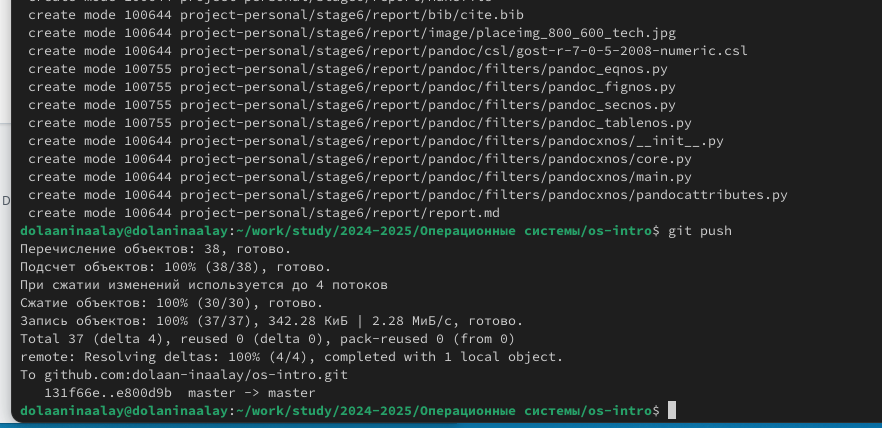 create mode 100644 project-personal/stage6/report/bib/cite.bib
create mode 100644 project-personal/stage6/report/image/placeimg_800_600_tech.jpg
create mode 100644 project-personal/stage6/report/pandoc/csl/gost-r-7-0-5-2008-numeric.csl
create mode 100755 project-personal/stage6/report/pandoc/filters/pandoc_eqnos.py
create mode 100755 project-personal/stage6/report/pandoc/filters/pandoc_fignos.py
create mode 100755 project-personal/stage6/report/pandoc/filters/pandoc_secnos.py
create mode 100755 project-personal/stage6/report/pandoc/filters/pandoc_tablenos.py
create mode 100644 project-personal/stage6/report/pandoc/filters/pandocxnos/__init__.py
create mode 100644 project-personal/stage6/report/pandoc/filters/pandocxnos/core.py
create mode 100644 project-personal/stage6/report/pandoc/filters/pandocxnos/main.py
create mode 100644 project-personal/stage6/report/pandoc/filters/pandocxnos/pandocattributes.py
create mode 100644 project-personal/stage6/report/report.md
dolaaninaalay@dolaninaalay:~/work/study/2024-2025/Операционные системы/os-intro$ git push
Перечисление объектов: 38, готово.
Подсчет объектов: 100% (38/38), готово.
При сжатии изменений используется до 4 потоков
Сжатие объектов: 100% (30/30), готово.
Запись объектов: 100% (37/37), 342.28 КиБ | 2.28 МиБ/с, готово.
Total 37 (delta 4), reused 0 (delta 0), pack-reused 0 (from 0)
remote: Resolving deltas: 100% (4/4), completed with 1 local object.
To github.com:dolaan-inaalay/os-intro.git
131f66e..e800d9b  master -> master
dolaaninaalay@dolaninaalay:~/work/study/2024-2025/Операционные системы/os-intro$